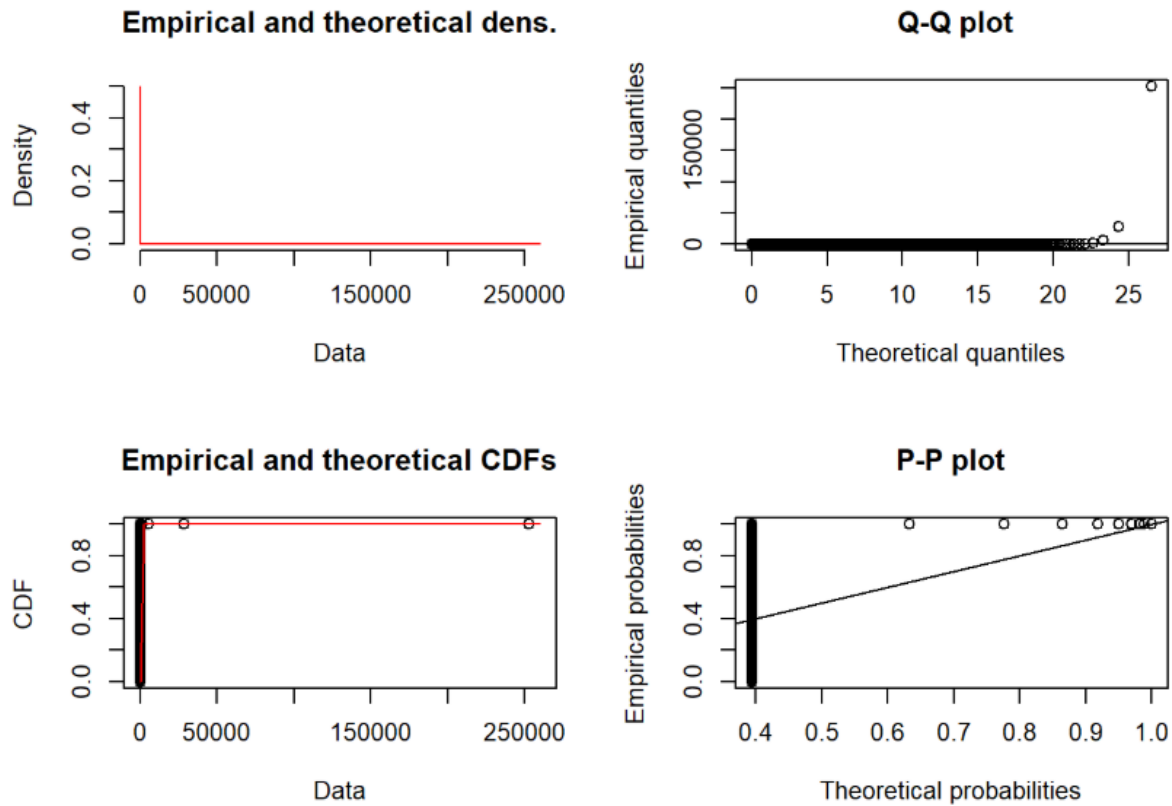 Empirical and theoretical dens.
Density
0.0 0.2 0.4
0 50000 150000 250000
Data
Q-Q plot
Empirical quantiles
0 150000
0 5 10 15 20 25
Theoretical quantiles
Empirical and theoretical CDFs
CDF
0.0 0.4 0.8
0 50000 150000 250000
Data
P-P plot
Empirical probabilities
0.0 0.4 0.8
0.4 0.5 0.6 0.7 0.8 0.9 1.0
Theoretical probabilities